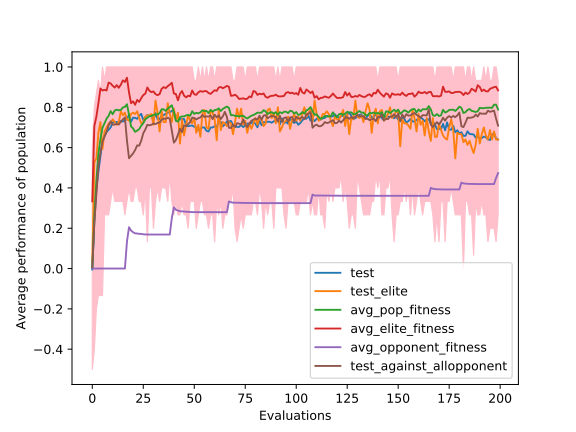 1.0
0.8
0.6
0.4
0.2
0.0
−0.2
−0.4
Average performance of population
0 25 50 75 100 125 150 175 200
Evaluations
test
test_elite
avg_pop_fitness
avg_elite_fitness
avg_opponent_fitness
test_against_allopponent